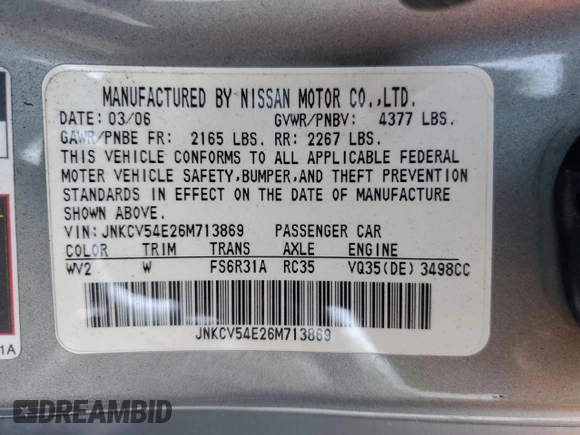 MANUFACTURED BY NISSAN MOTOR CO.,LTD.
DATE: 03/06 GVWR/PNBV: 4377 LBS.
GAWR/PNBE FR: 2165 LBS. RR: 2267 LBS.
THIS VEHICLE CONFORMS TO ALL APPLICABLE FEDERAL
MOTER VEHICLE SAFETY,BUMPER,AND THEFT PREVENTION
STANDARDS IN EFFECT ON THE DATE OF MANUFACTURE
SHOWN ABOVE.
VIN: JNKCV54E26M713869 PASSENGER CAR
COLOR TRIM TRANS AXLE ENGINE
WV2 W FS6R31A RC35 VQ35(DE) 3498CC
JNKCV54E26M713869
1A
DREAMBID